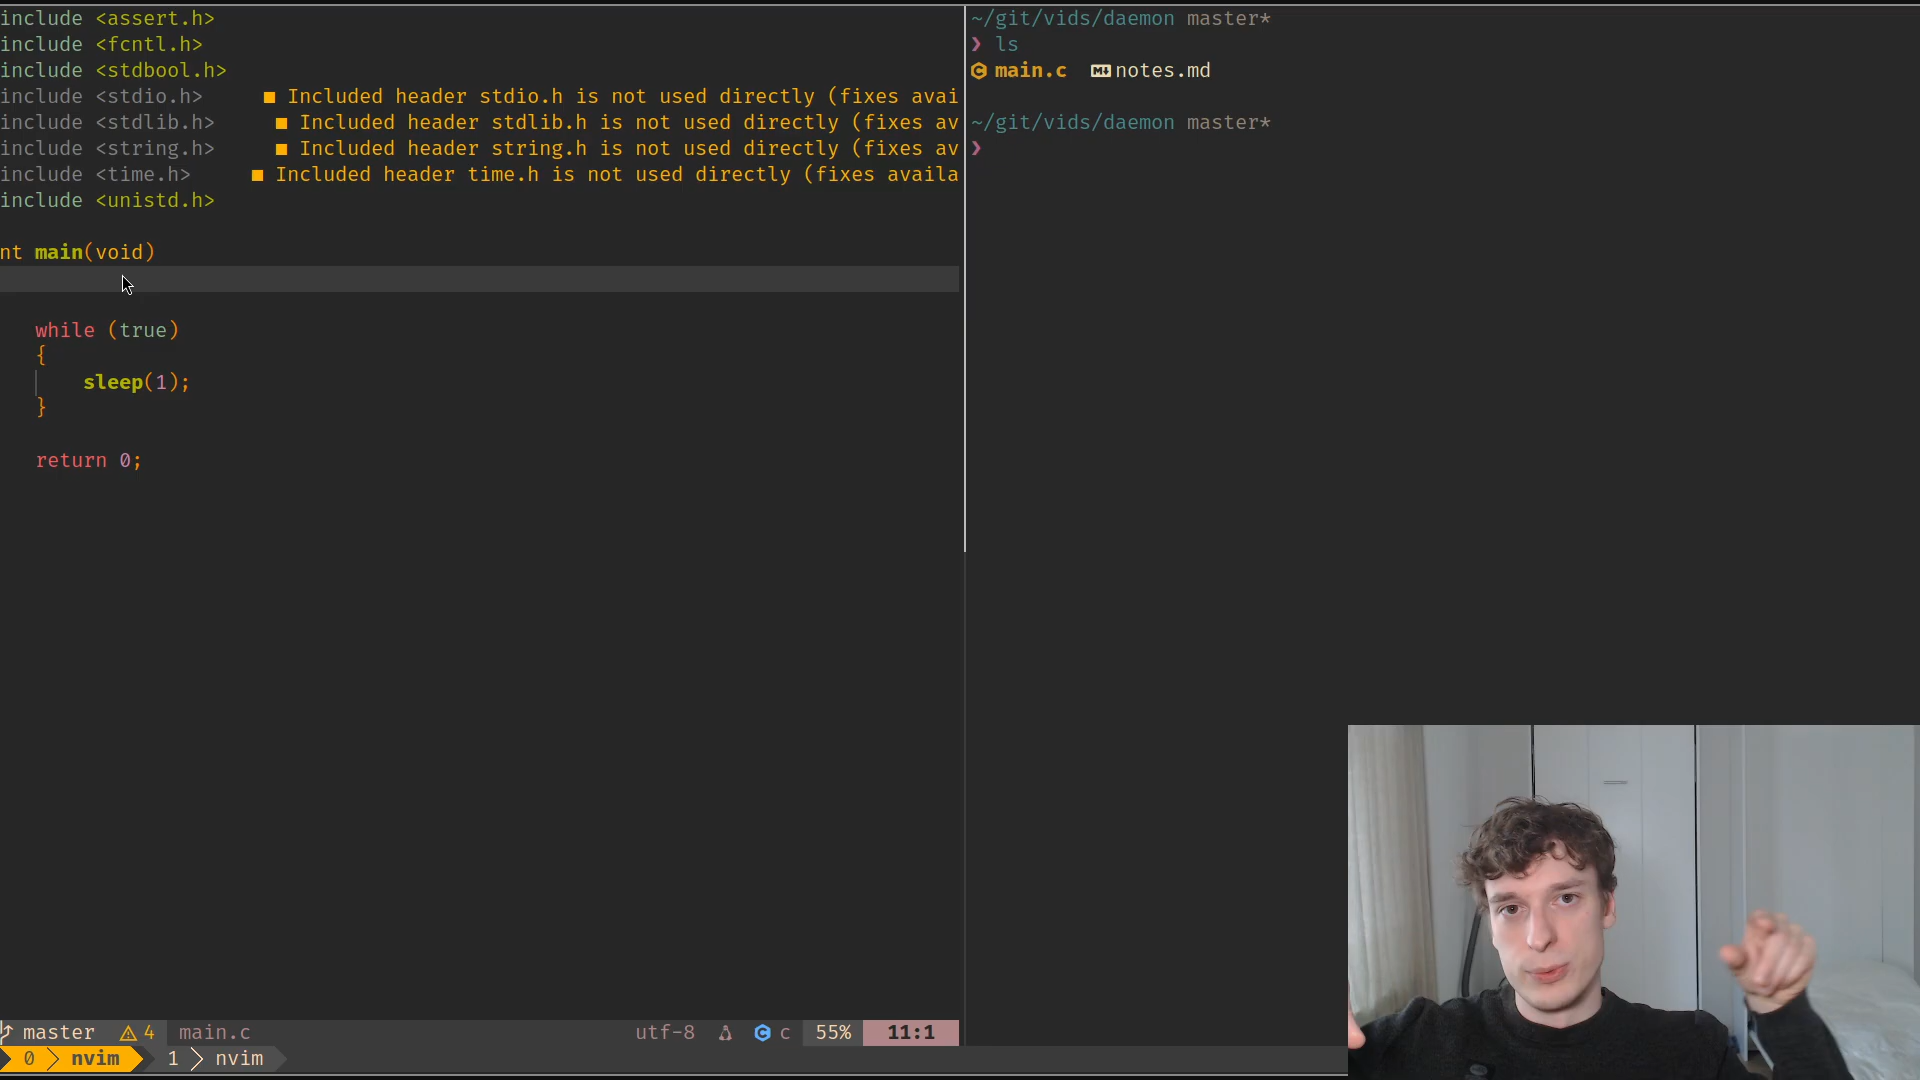 include <assert.h>
include <fcntl.h>
include <stdbool.h>
include <stdio.h> ■ Included header stdio.h is not used directly (fixes avai
include <stdlib.h> ■ Included header stdlib.h is not used directly (fixes av
include <string.h> ■ Included header string.h is not used directly (fixes av
include <time.h> ■ Included header time.h is not used directly (fixes availa
include <unistd.h>
nt main(void)
while (true)
{
sleep(1);
}
return 0;
master ⚠ 4 main.c utf-8 c 55% 11:1
0 nvim 1 nvim
~/git/vids/daemon master*
❯ ls
main.c notes.md
~/git/vids/daemon master*
❯